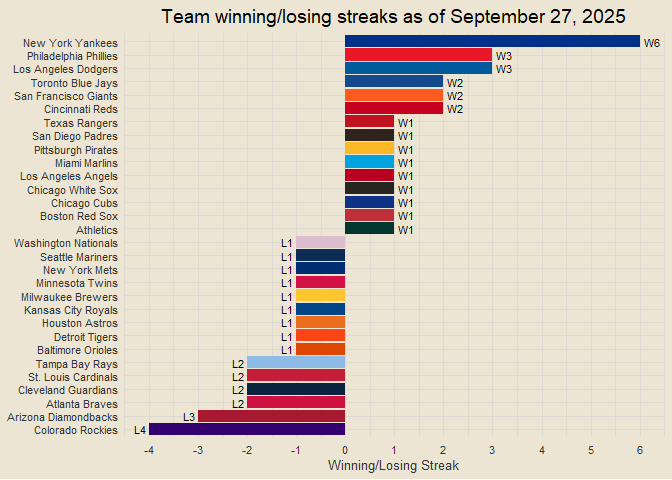 Team winning/losing streaks as of September 27, 2025
New York Yankees W6
Philadelphia Phillies W3
Los Angeles Dodgers W3
Toronto Blue Jays W2
San Francisco Giants W2
Cincinnati Reds W2
Texas Rangers W1
San Diego Padres W1
Pittsburgh Pirates W1
Miami Marlins W1
Los Angeles Angels W1
Chicago White Sox W1
Chicago Cubs W1
Boston Red Sox W1
Athletics W1
Washington Nationals L1
Seattle Mariners L1
New York Mets L1
Minnesota Twins L1
Milwaukee Brewers L1
Kansas City Royals L1
Houston Astros L1
Detroit Tigers L1
Baltimore Orioles L1
Tampa Bay Rays L2
St. Louis Cardinals L2
Cleveland Guardians L2
Atlanta Braves L2
Arizona Diamondbacks L3
Colorado Rockies L4
-4 -3 -2 -1 0 1 2 3 4 5 6
Winning/Losing Streak